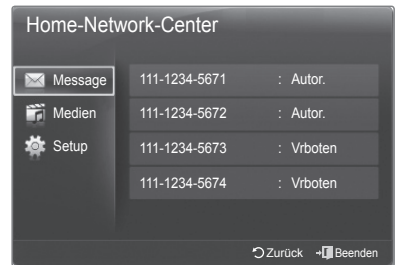 Home-Network-Center
Message
Medien
Setup
111-1234-5671 : Autor.
111-1234-5672 : Autor.
111-1234-5673 : Vrboten
111-1234-5674 : Vrboten
Zurück Beenden